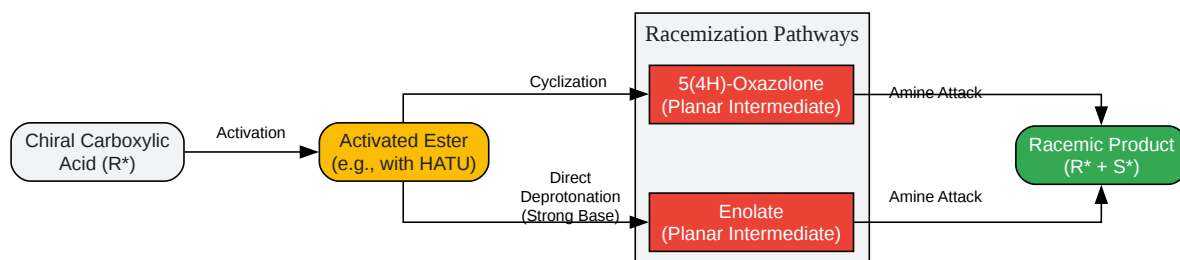 Racemization Pathways
Chiral Carboxylic
Acid (R*)
Activation
Activated Ester
(e.g., with HATU)
Cyclization
5(4H)-Oxazolone
(Planar Intermediate)
Amine Attack
Direct
Deprotonation
(Strong Base)
Enolate
(Planar Intermediate)
Amine Attack
Racemic Product
(R* + S*)